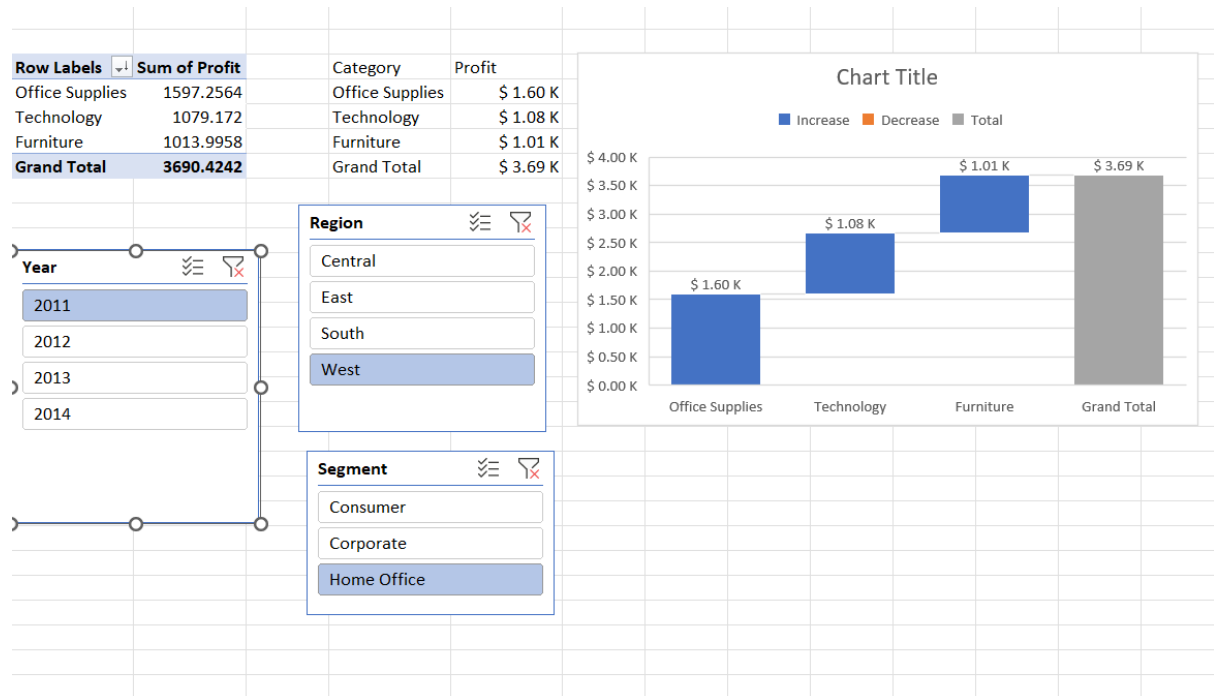 Row Labels Sum of Profit
Office Supplies 1597.2564
Technology 1079.172
Furniture 1013.9958
Grand Total 3690.4242
Category Profit
Office Supplies $ 1.60 K
Technology $ 1.08 K
Furniture $ 1.01 K
Grand Total $ 3.69 K
Year
2011
2012
2013
2014
Region
Central
East
South
West
Segment
Consumer
Corporate
Home Office
Chart Title
Increase Decrease Total
$ 4.00 K
$ 3.50 K
$ 3.00 K
$ 2.50 K
$ 2.00 K
$ 1.50 K
$ 1.00 K
$ 0.50 K
$ 0.00 K
$ 1.60 K
$ 1.08 K
$ 1.01 K
$ 3.69 K
Office Supplies Technology Furniture Grand Total